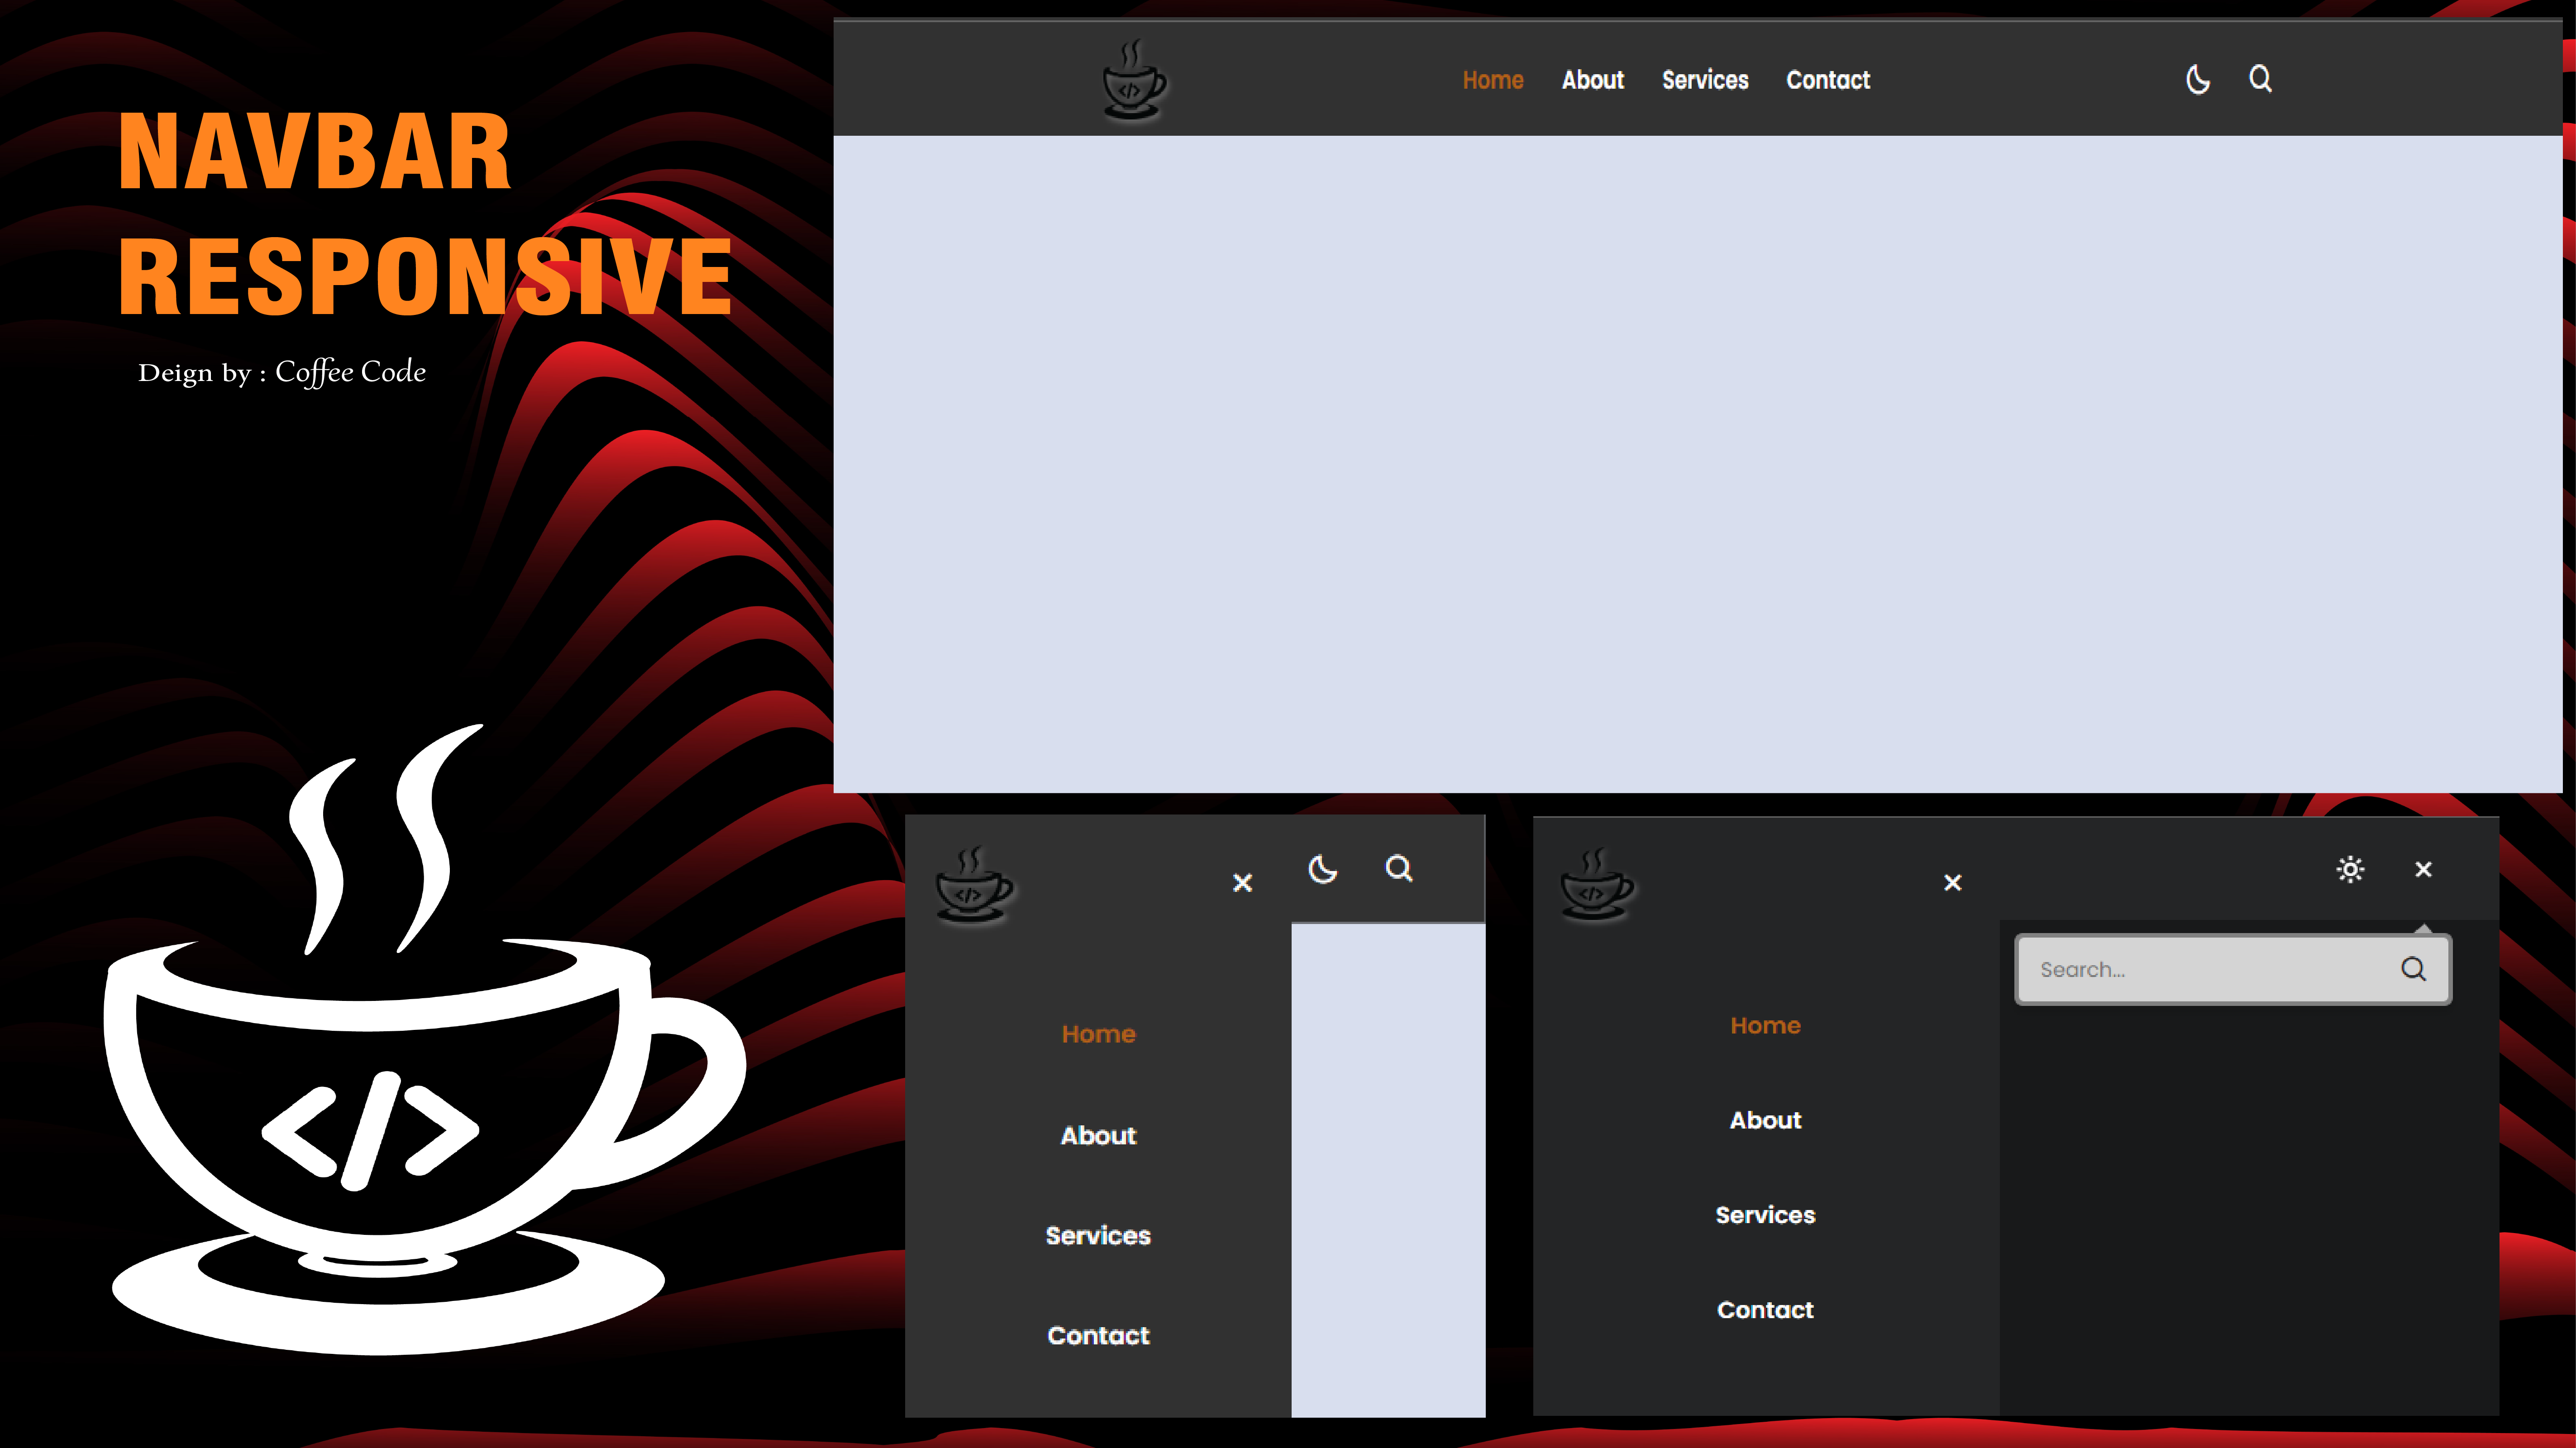 NAVBAR
RESPONSIVE
Deign by : Coffee Code
</>
</>
Home About Services Contact
</>
Home
About
Services
Contact
</>
Search...
Home
About
Services
Contact